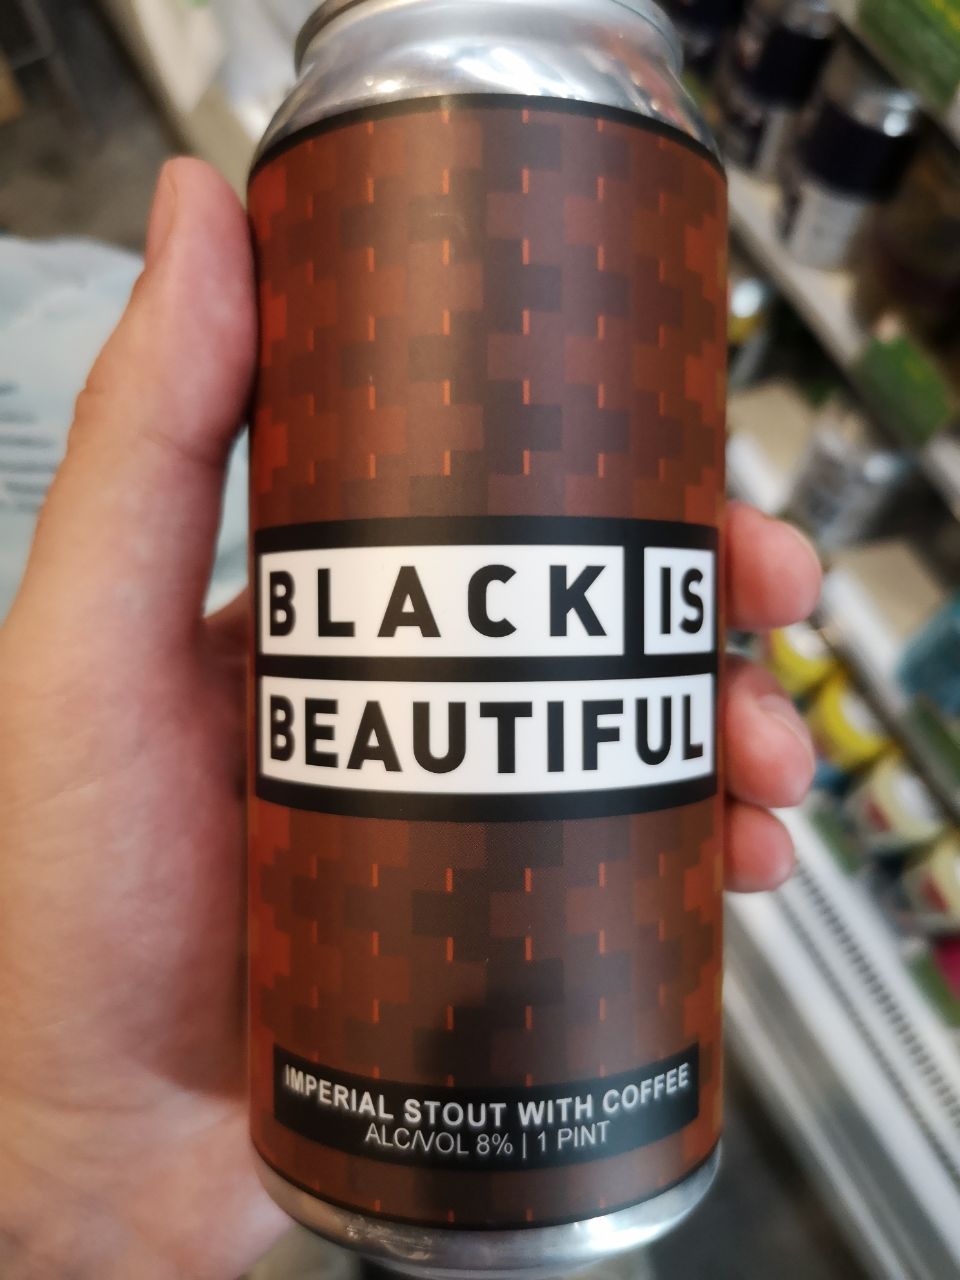 BLACK IS
BEAUTIFUL
IMPERIAL STOUT WITH COFFEE
ALC/VOL 8% | 1 PINT